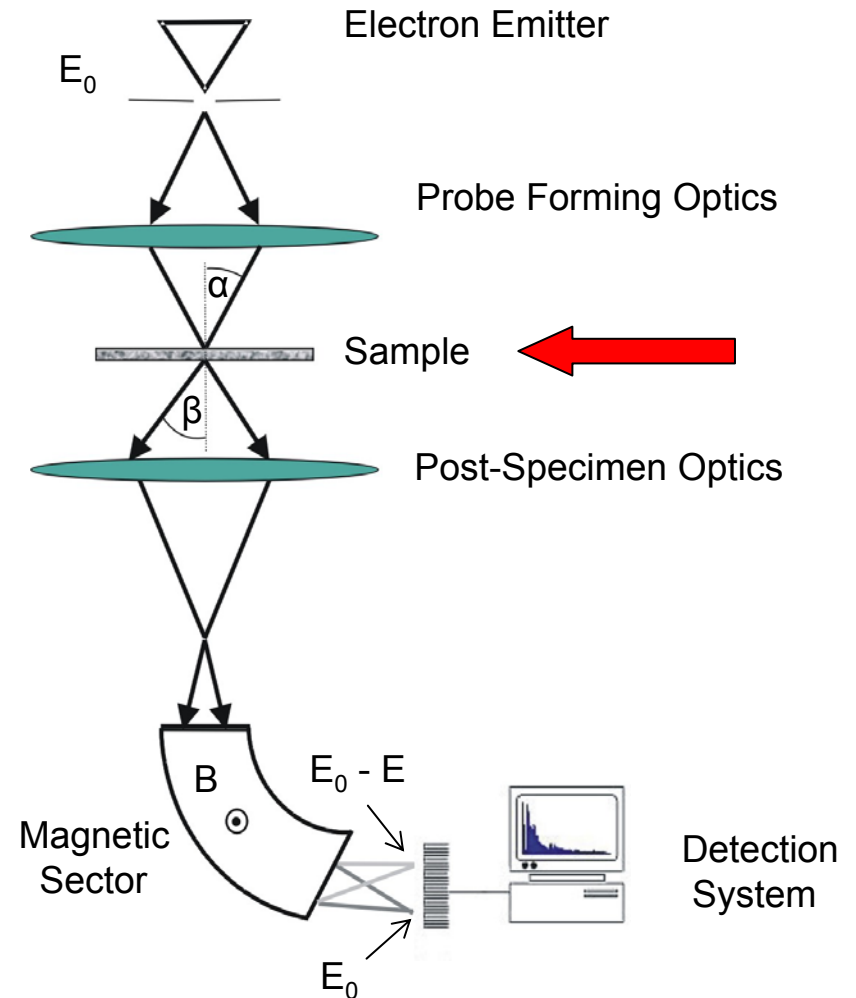 Electron Emitter
E₀
Probe Forming Optics
α
Sample
β
Post-Specimen Optics
B
E₀ - E
Magnetic
Sector
Detection
System
E₀